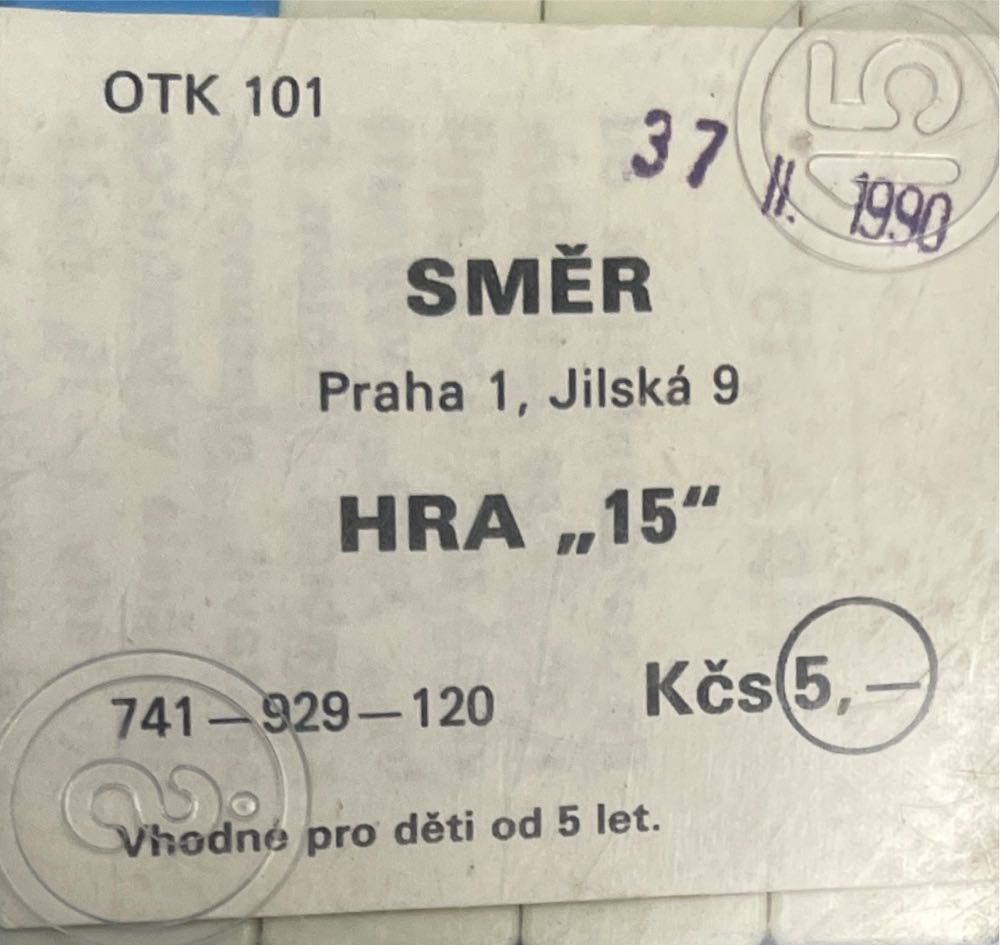 OTK 101
37 II. 1990
SMĚR
Praha 1, Jilská 9
HRA „15“
741—929—120 Kčs 5,—
Vhodné pro děti od 5 let.
15